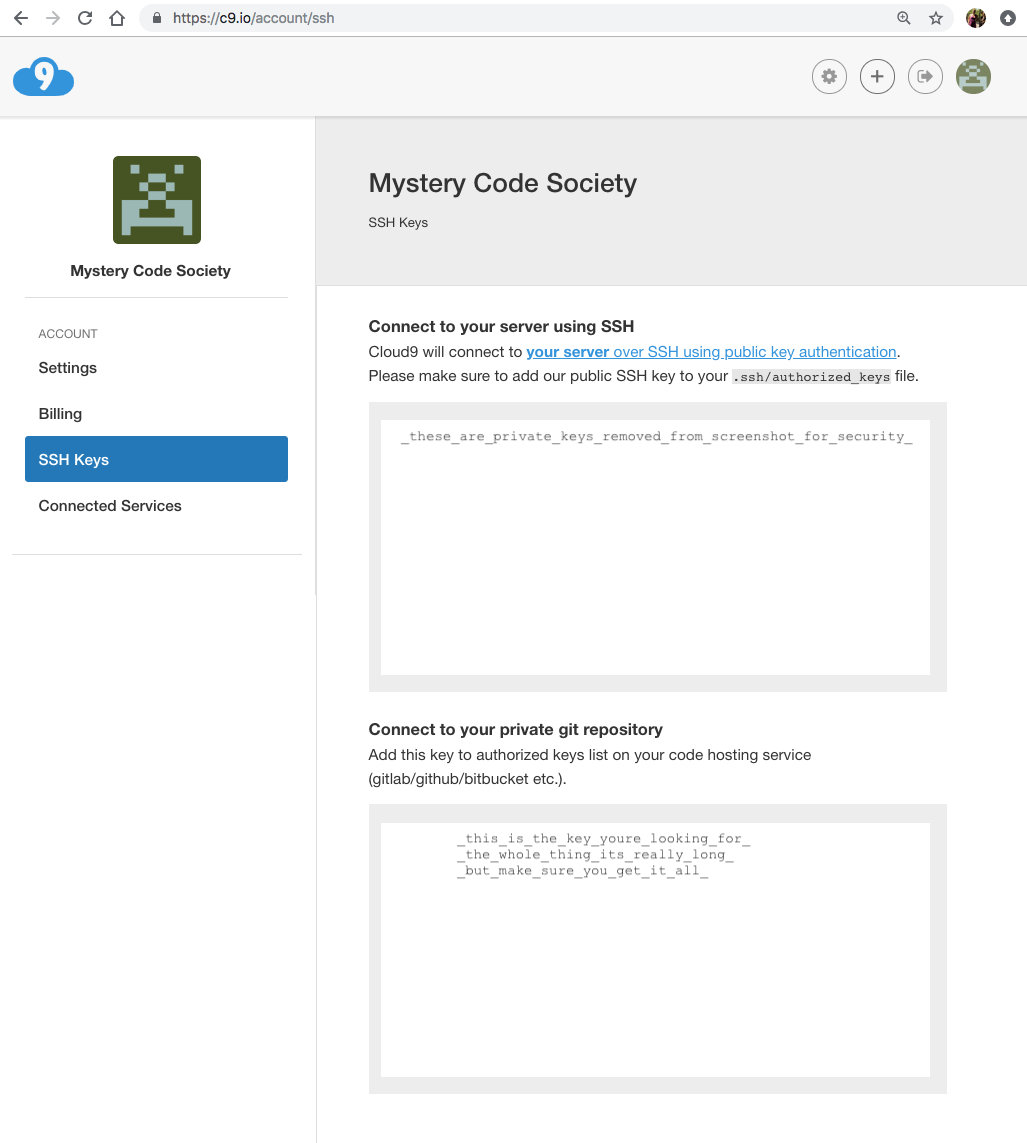 https://c9.io/account/ssh
9
Mystery Code Society
ACCOUNT
Settings
Billing
SSH Keys
Connected Services
Mystery Code Society
SSH Keys
Connect to your server using SSH
Cloud9 will connect to your server over SSH using public key authentication.
Please make sure to add our public SSH key to your .ssh/authorized_keys file.
_these_are_private_keys_removed_from_screenshot_for_security_
Connect to your private git repository
Add this key to authorized keys list on your code hosting service
(gitlab/github/bitbucket etc.).
_this_is_the_key_youre_looking_for_
_the_whole_thing_its_really_long_
_but_make_sure_you_get_it_all_